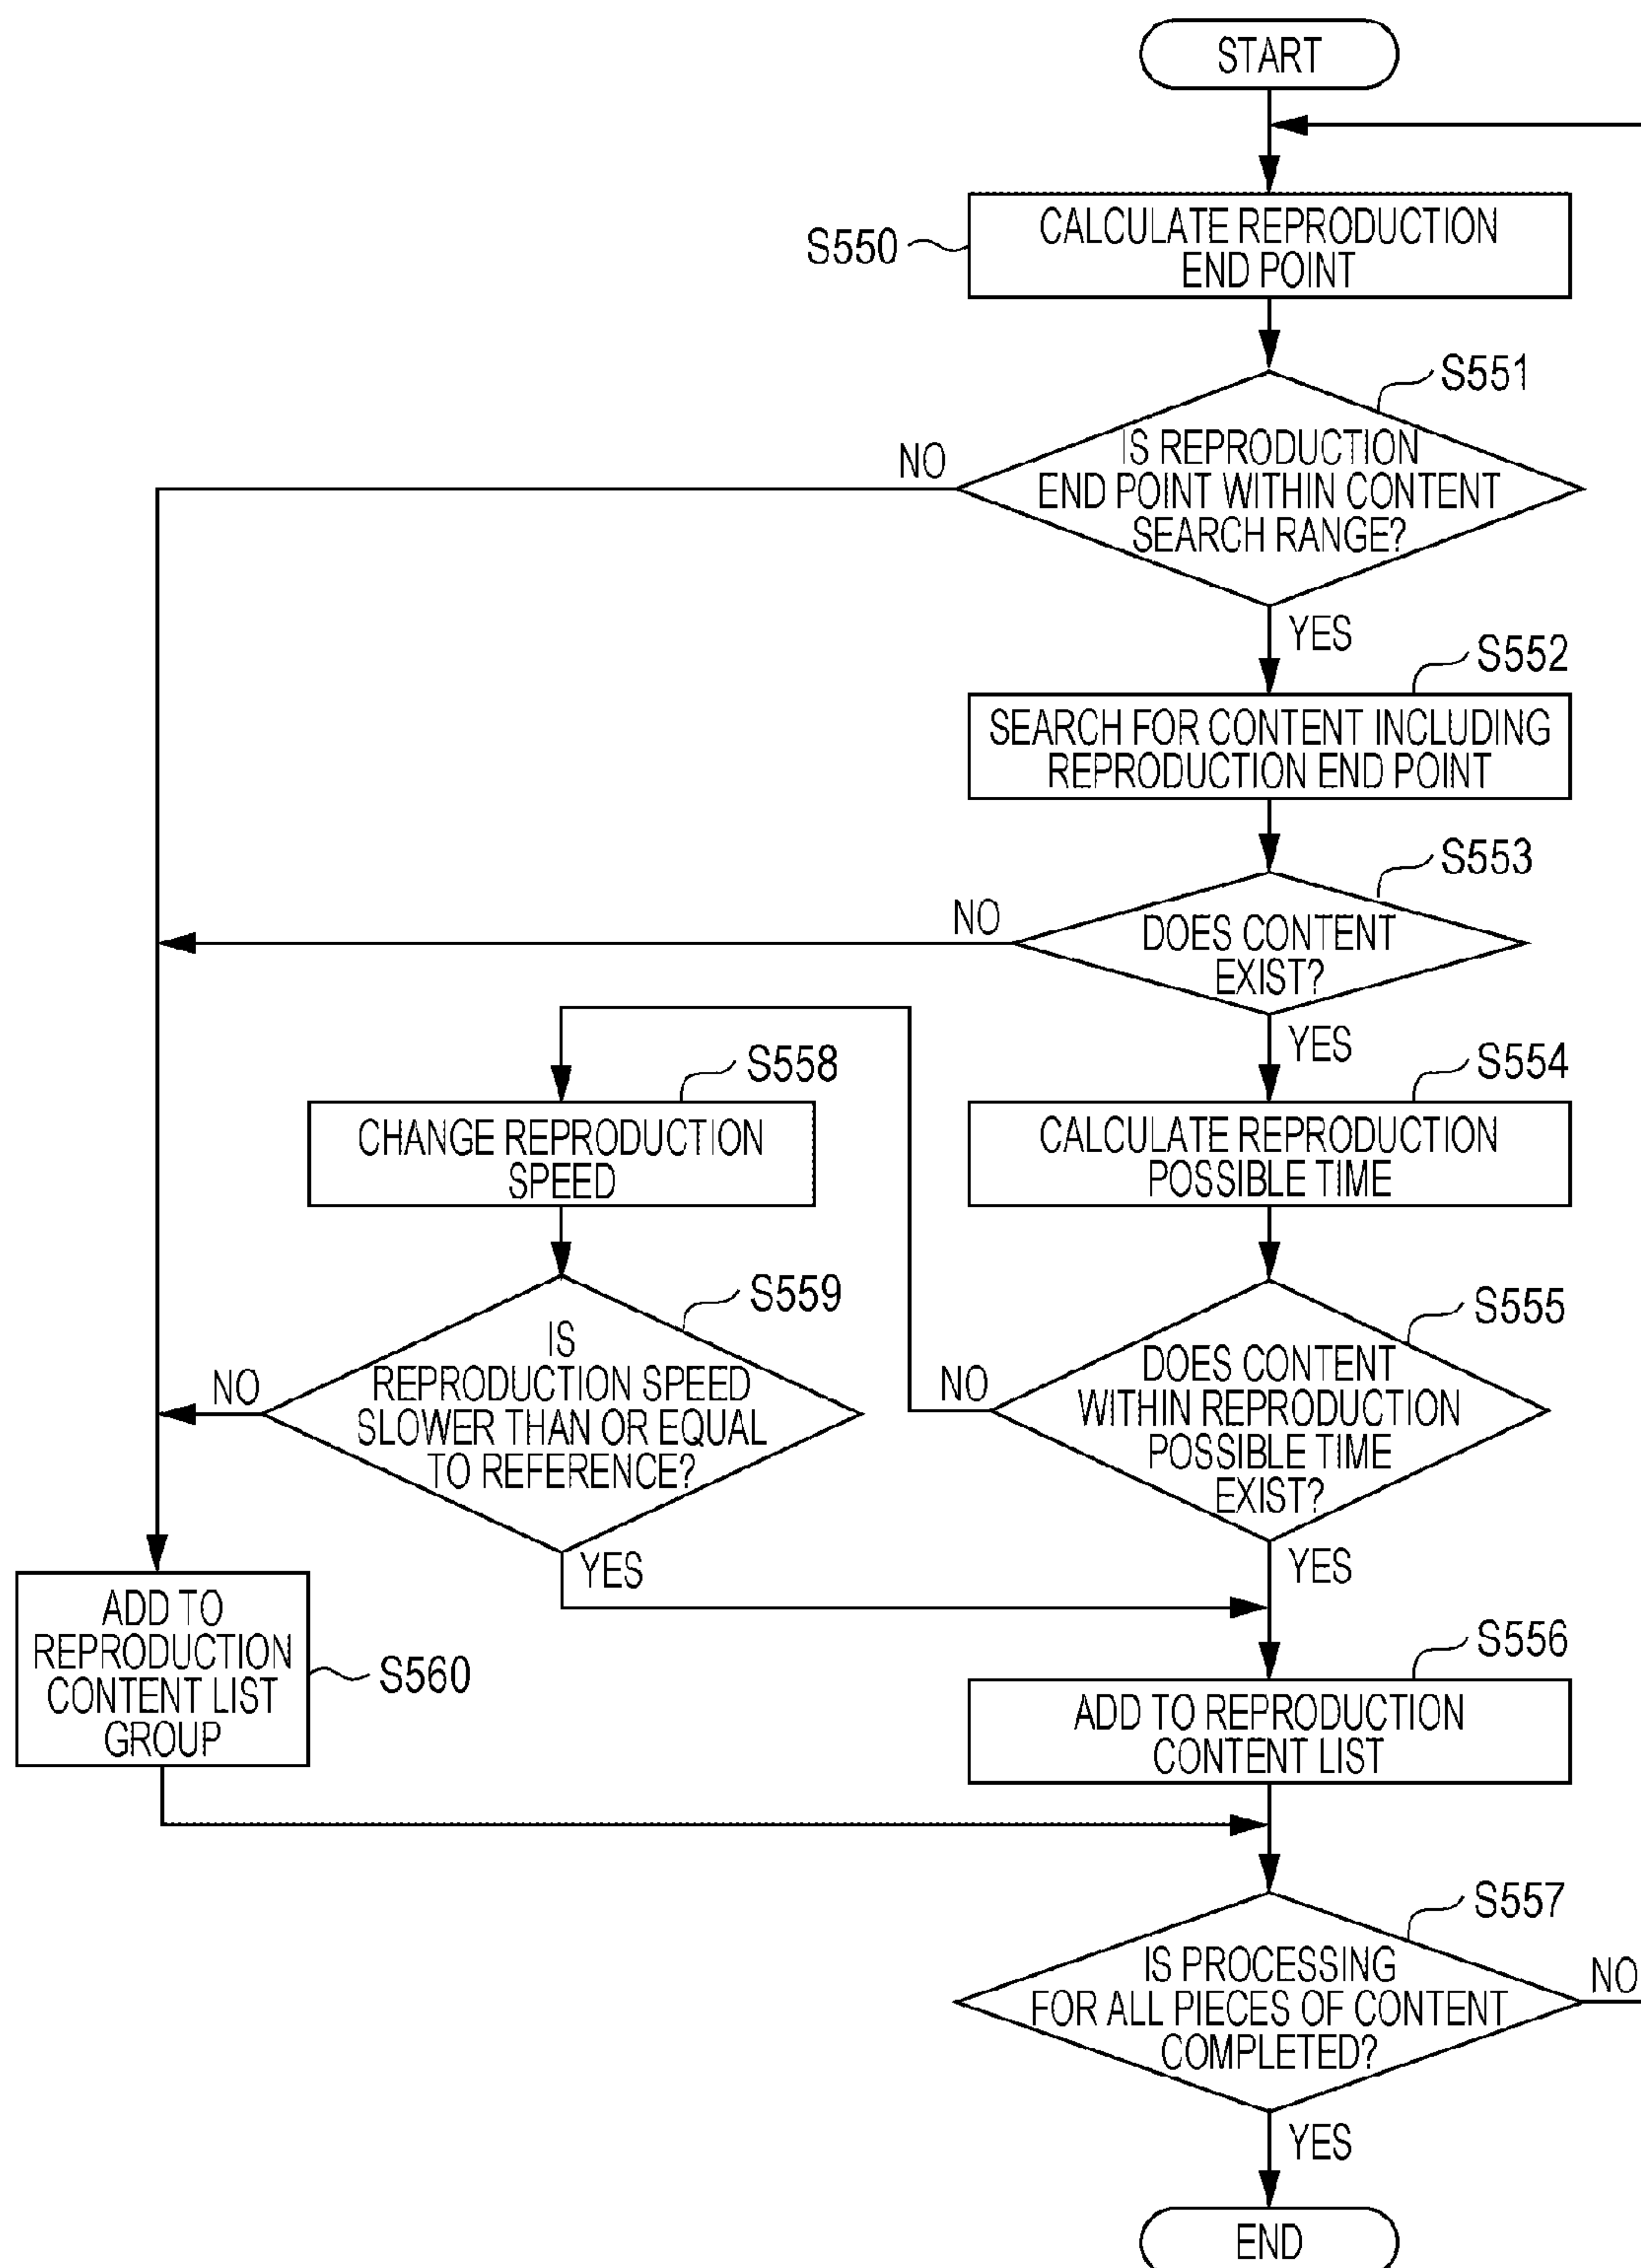 START
CALCULATE REPRODUCTION
END POINT
S550
S551
IS REPRODUCTION
END POINT WITHIN CONTENT
SEARCH RANGE?
NO
YES
S552
SEARCH FOR CONTENT INCLUDING
REPRODUCTION END POINT
S553
DOES CONTENT
EXIST?
NO
YES
S554
CALCULATE REPRODUCTION
POSSIBLE TIME
S555
DOES CONTENT
WITHIN REPRODUCTION
POSSIBLE TIME
EXIST?
NO
YES
S558
CHANGE REPRODUCTION
SPEED
S559
IS
REPRODUCTION SPEED
SLOWER THAN OR EQUAL
TO REFERENCE?
NO
YES
ADD TO
REPRODUCTION
CONTENT LIST
GROUP
S560
S556
ADD TO REPRODUCTION
CONTENT LIST
S557
IS PROCESSING
FOR ALL PIECES OF CONTENT
COMPLETED?
NO
YES
END